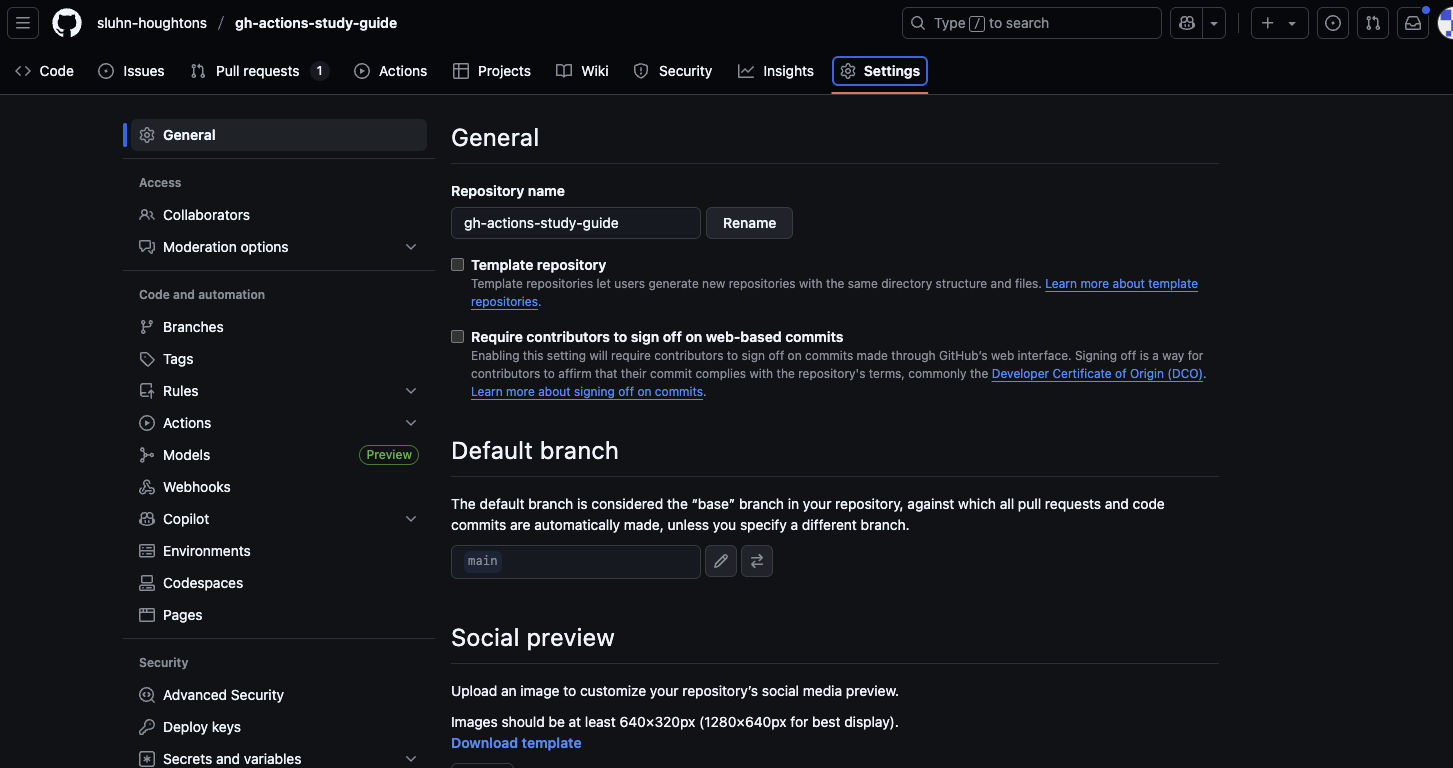 sluhn-houghtons / gh-actions-study-guide
Type / to search
Code
Issues
Pull requests 1
Actions
Projects
Wiki
Security
Insights
Settings
General
Access
Collaborators
Moderation options
Code and automation
Branches
Tags
Rules
Actions
Models Preview
Webhooks
Copilot
Environments
Codespaces
Pages
Security
Advanced Security
Deploy keys
Secrets and variables
General
Repository name
gh-actions-study-guide Rename
Template repository
Template repositories let users generate new repositories with the same directory structure and files. Learn more about template
repositories.
Require contributors to sign off on web-based commits
Enabling this setting will require contributors to sign off on commits made through GitHub’s web interface. Signing off is a way for
contributors to affirm that their commit complies with the repository's terms, commonly the Developer Certificate of Origin (DCO).
Learn more about signing off on commits.
Default branch
The default branch is considered the “base” branch in your repository, against which all pull requests and code
commits are automatically made, unless you specify a different branch.
main
Social preview
Upload an image to customize your repository’s social media preview.
Images should be at least 640×320px (1280×640px for best display).
Download template